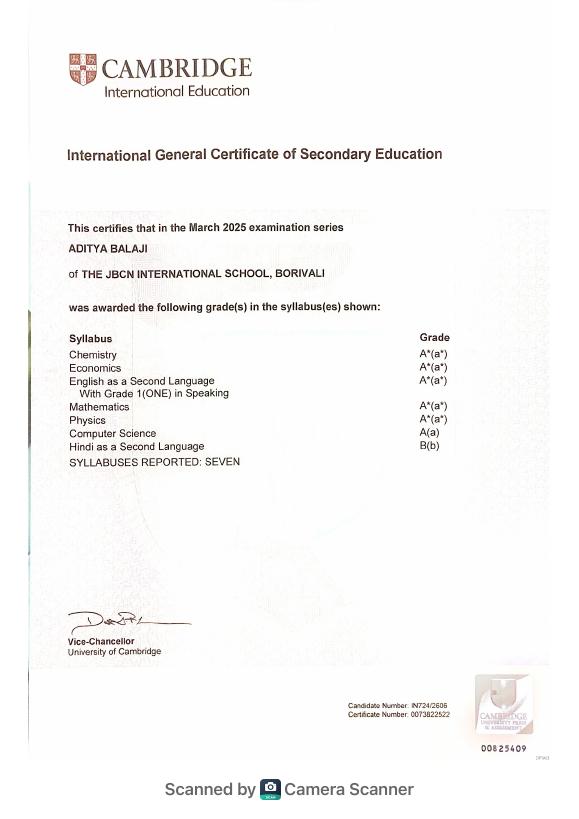 CAMBRIDGE
International Education
International General Certificate of Secondary Education
This certifies that in the March 2025 examination series
ADITYA BALAJI
of THE JBCN INTERNATIONAL SCHOOL, BORIVALI
was awarded the following grade(s) in the syllabus(es) shown:
Syllabus Grade
Chemistry A*(a*)
Economics A*(a*)
English as a Second Language A*(a*)
With Grade 1(ONE) in Speaking
Mathematics A*(a*)
Physics A*(a*)
Computer Science A(a)
Hindi as a Second Language B(b)
SYLLABUSES REPORTED: SEVEN
Vice-Chancellor
University of Cambridge
Candidate Number: IN724/2606
Certificate Number: 0073822522
CAMBRIDGE
UNIVERSITY PRESS
& ASSESSMENT
00825409
Scanned by Camera Scanner